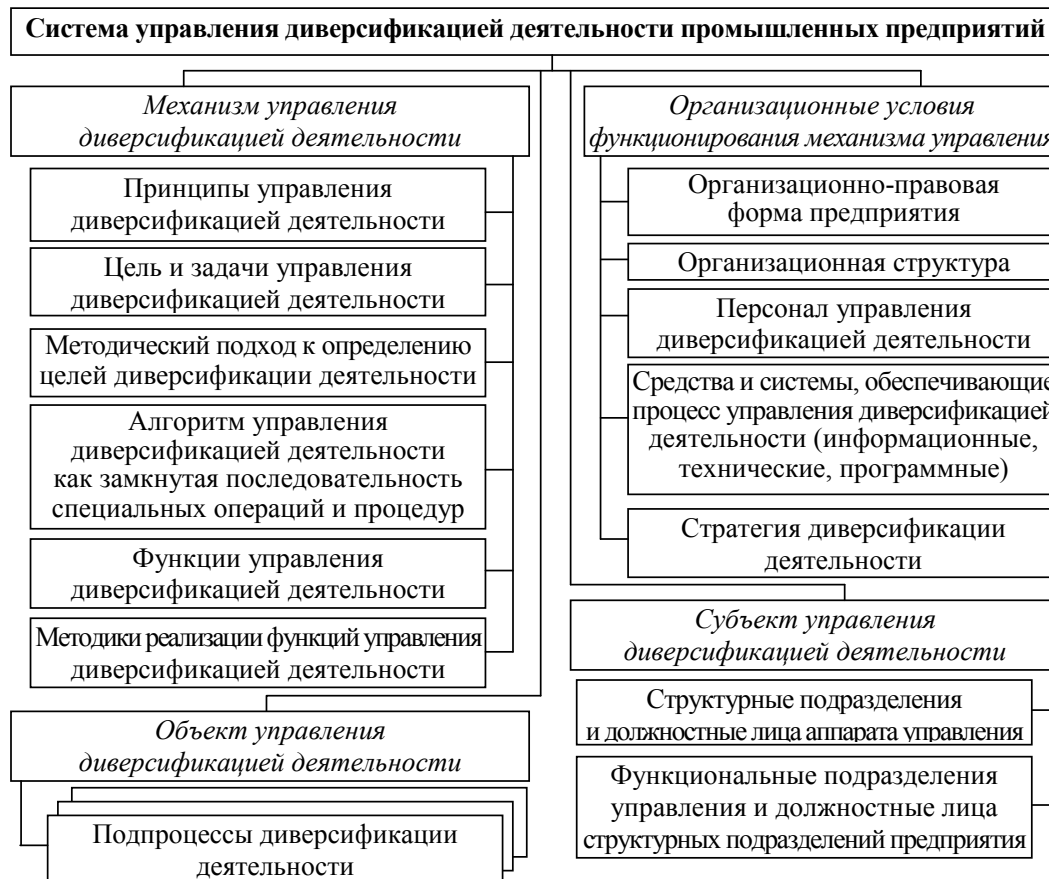 Система управления диверсификацией деятельности промышленных предприятий
Механизм управления
диверсификацией деятельности
Принципы управления
диверсификацией деятельности
Цель и задачи управления
диверсификацией деятельности
Методический подход к определению
целей диверсификации деятельности
Алгоритм управления
диверсификацией деятельности
как замкнутая последовательность
специальных операций и процедур
Функции управления
диверсификацией деятельности
Методики реализации функций управления
диверсификацией деятельности
Объект управления
диверсификацией деятельности
Подпроцессы диверсификации
деятельности
Организационные условия
функционирования механизма управления
Организационно-правовая
форма предприятия
Организационная структура
Персонал управления
диверсификацией деятельности
Средства и системы, обеспечивающие
процесс управления диверсификацией
деятельности (информационные,
технические, программные)
Стратегия диверсификации
деятельности
Субъект управления
диверсификацией деятельности
Структурные подразделения
и должностные лица аппарата управления
Функциональные подразделения
управления и должностные лица
структурных подразделений предприятия